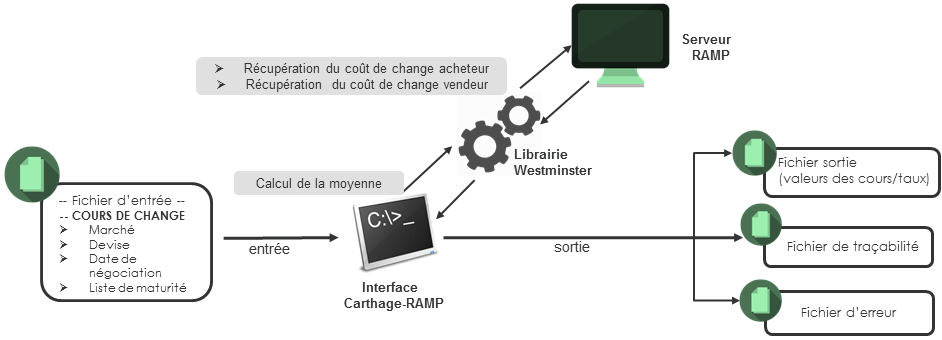 Serveur
RAMP
➢ Récupération du coût de change acheteur
➢ Récupération du coût de change vendeur
Librairie
Westminster
Calcul de la moyenne
C:\>_
-- Fichier d'entrée --
-- COURS DE CHANGE
➢ Marché
➢ Devise
➢ Date de
négociation
➢ Liste de maturité
entrée
Interface
Carthage-RAMP
sortie
Fichier sortie
(valeurs des cours/taux)
Fichier de traçabilité
Fichier d'erreur